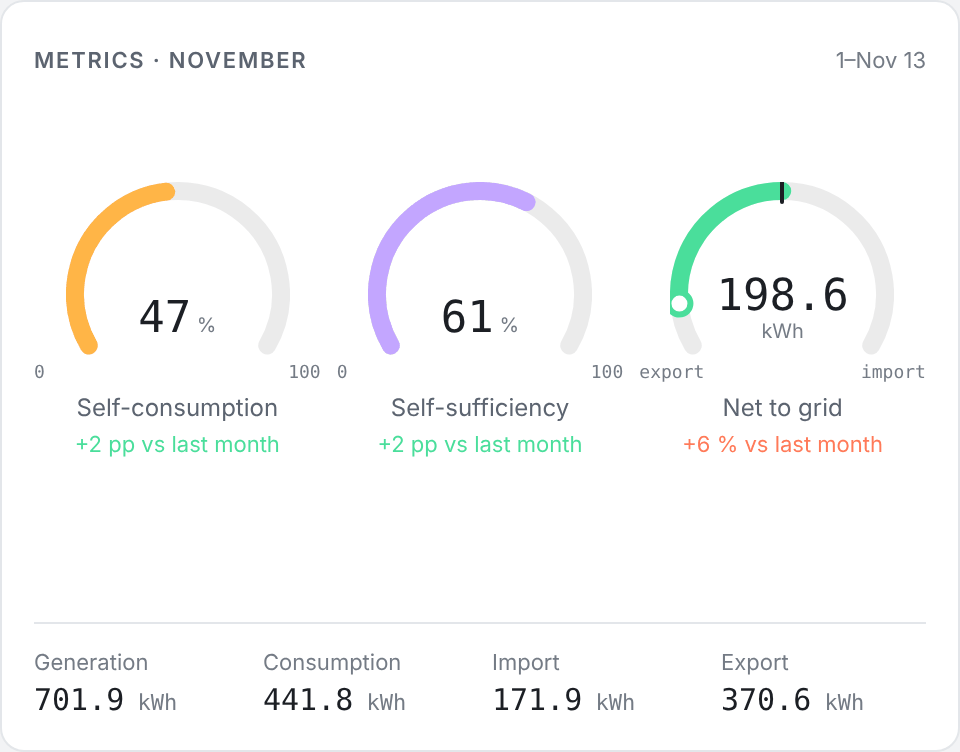 METRICS · NOVEMBER
1–Nov 13
47 %
61 %
198.6
kWh
0
100
0
100
export
import
Self-consumption
Self-sufficiency
Net to grid
+2 pp vs last month
+2 pp vs last month
+6 % vs last month
Generation
Consumption
Import
Export
701.9 kWh
441.8 kWh
171.9 kWh
370.6 kWh